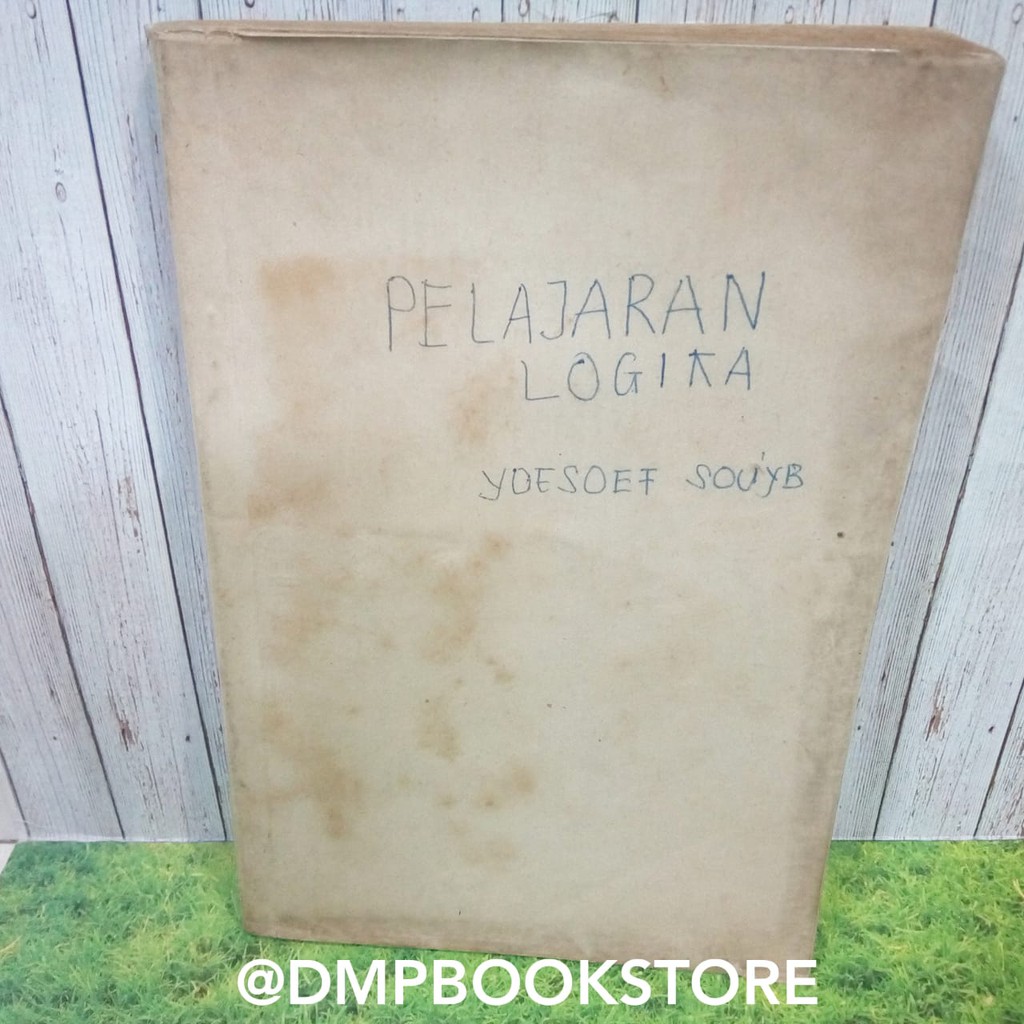 PELAJARAN
LOGIKA
YOESOEF SOUYB
@DMPBOOKSTORE